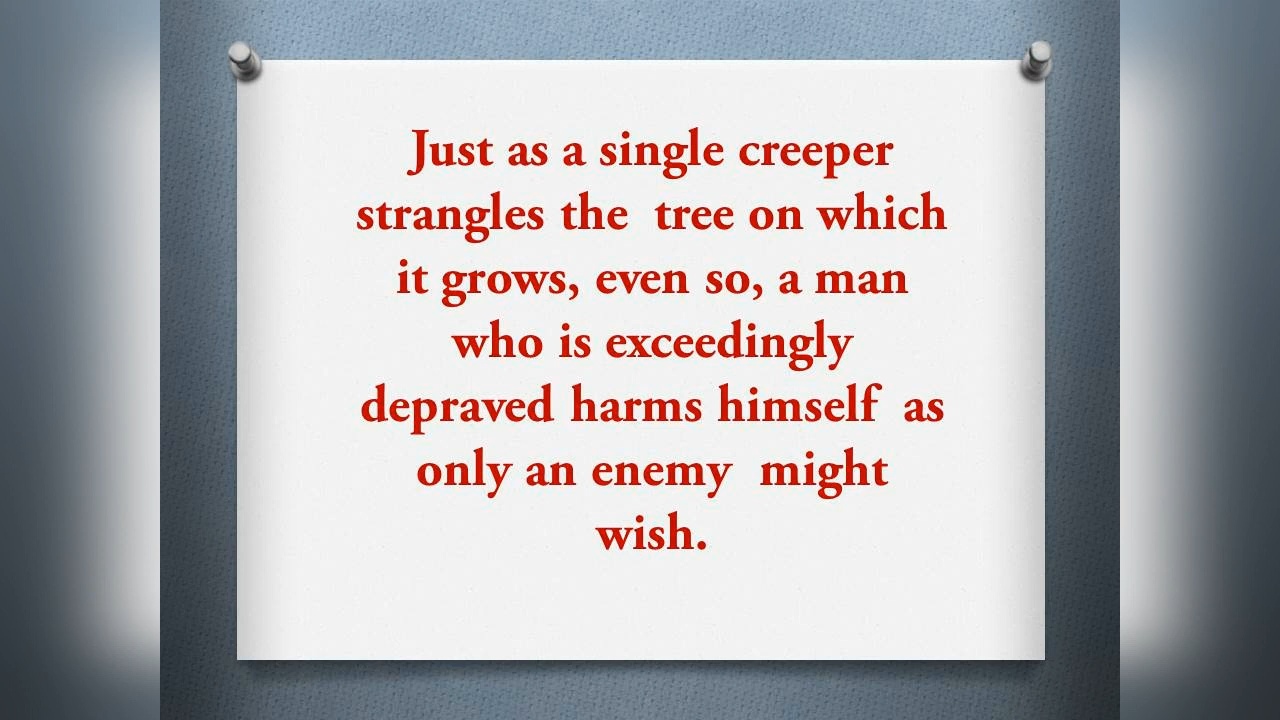 Just as a single creeper
strangles the  tree on which
it grows, even so, a man
who is exceedingly
depraved harms himself  as
only an enemy  might
wish.